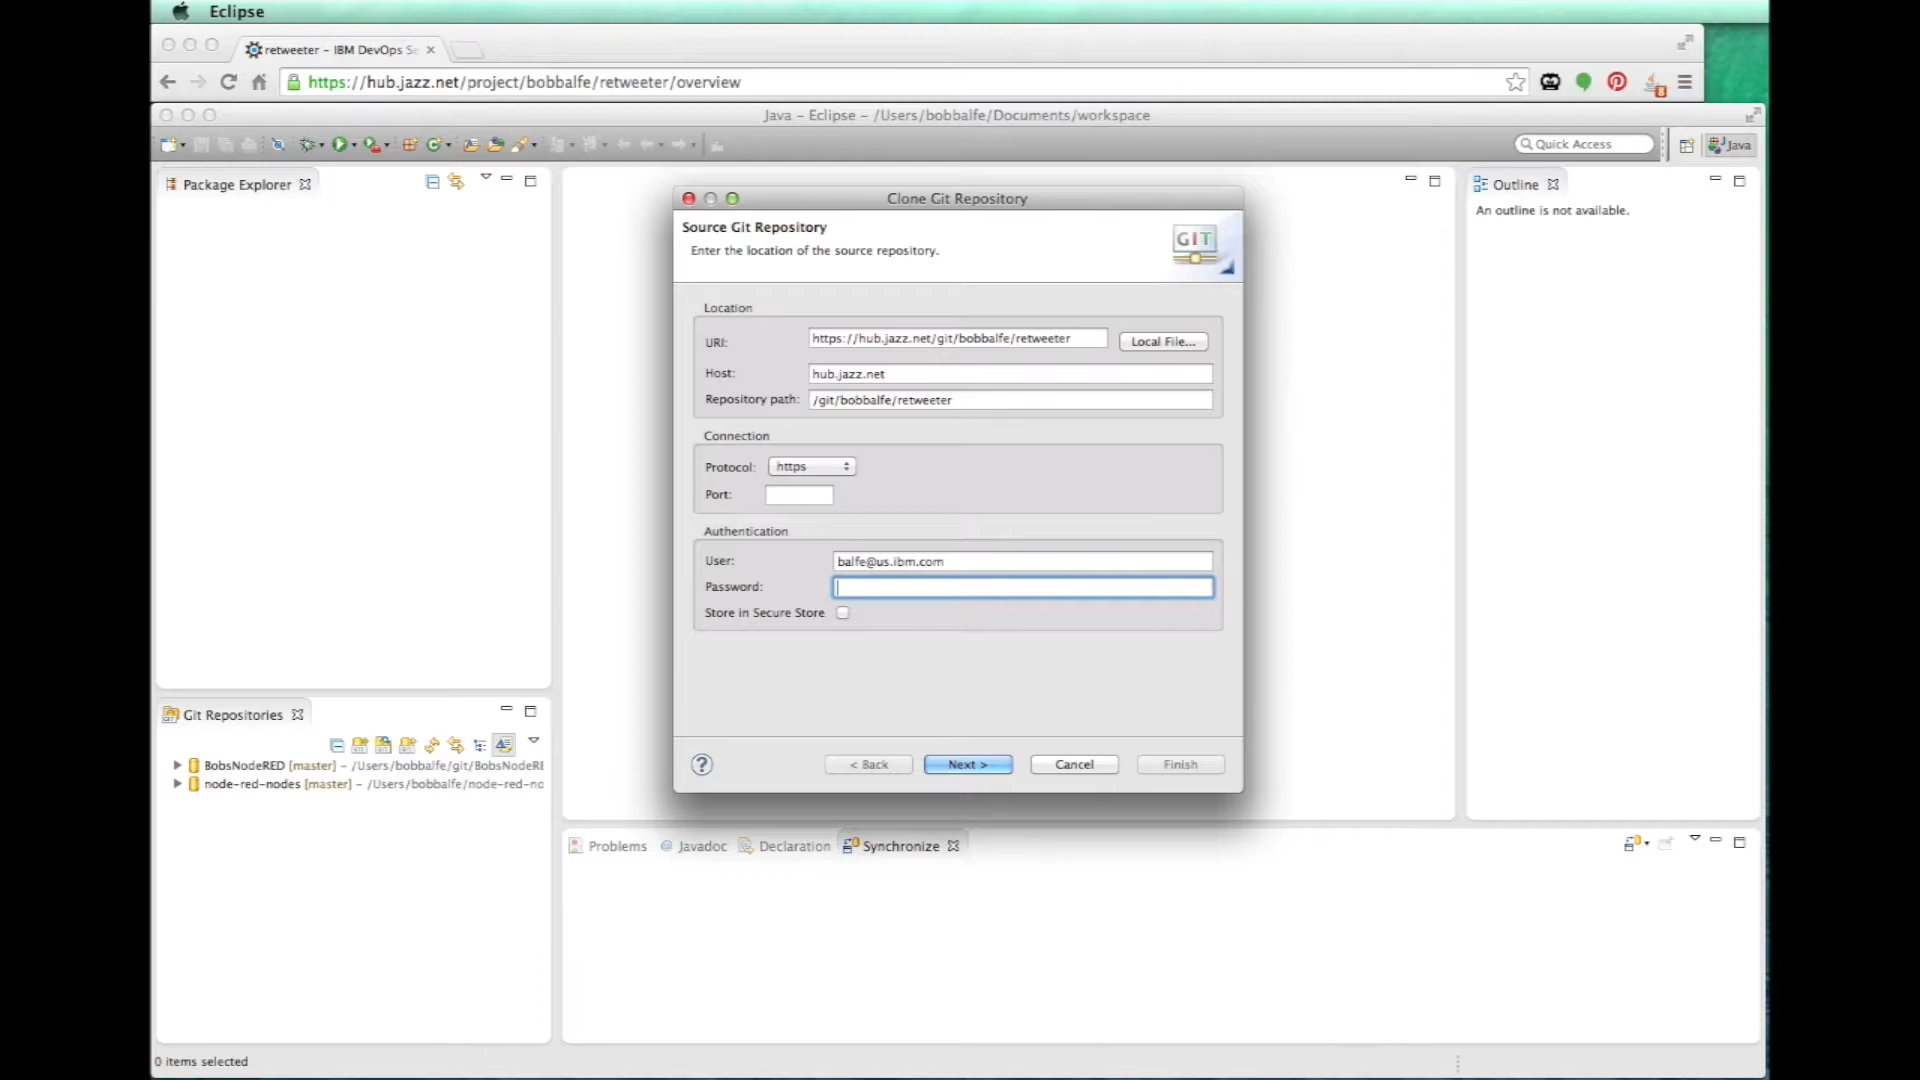 Eclipse
retweeter – IBM DevOps Se
https://hub.jazz.net/project/bobbalfe/retweeter/overview
Java – Eclipse – /Users/bobbalfe/Documents/workspace
Quick Access
Java
Package Explorer
Clone Git Repository
Outline
An outline is not available.
Source Git Repository
Enter the location of the source repository.
GIT
Location
URI: https://hub.jazz.net/git/bobbalfe/retweeter Local File...
Host: hub.jazz.net
Repository path: /git/bobbalfe/retweeter
Connection
Protocol: https
Port:
Authentication
User: balfe@us.ibm.com
Password:
Store in Secure Store
? < Back Next > Cancel Finish
Git Repositories
BobsNodeRED [master] – /Users/bobbalfe/git/BobsNodeRE
node-red-nodes [master] – /Users/bobbalfe/node-red-no
Problems @ Javadoc Declaration Synchronize
0 items selected